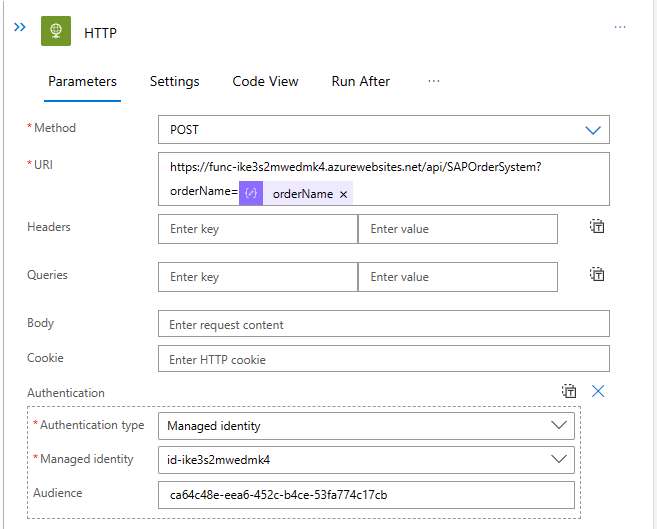 HTTP
Parameters Settings Code View Run After
* Method POST
* URI https://func-ike3s2mwedmk4.azurewebsites.net/api/SAPOrderSystem?
orderName= orderName ×
Headers Enter key Enter value
Queries Enter key Enter value
Body Enter request content
Cookie Enter HTTP cookie
Authentication
* Authentication type Managed identity
* Managed identity id-ike3s2mwedmk4
Audience ca64c48e-eea6-452c-b4ce-53fa774c17cb